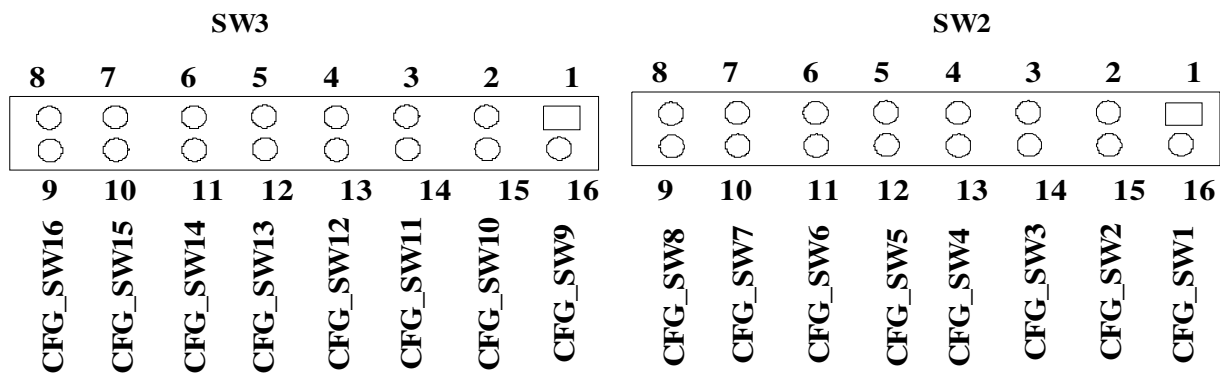 SW3
8 7 6 5 4 3 2 1
9 10 11 12 13 14 15 16
CFG_SW16
CFG_SW15
CFG_SW14
CFG_SW13
CFG_SW12
CFG_SW11
CFG_SW10
CFG_SW9
SW2
8 7 6 5 4 3 2 1
9 10 11 12 13 14 15 16
CFG_SW8
CFG_SW7
CFG_SW6
CFG_SW5
CFG_SW4
CFG_SW3
CFG_SW2
CFG_SW1